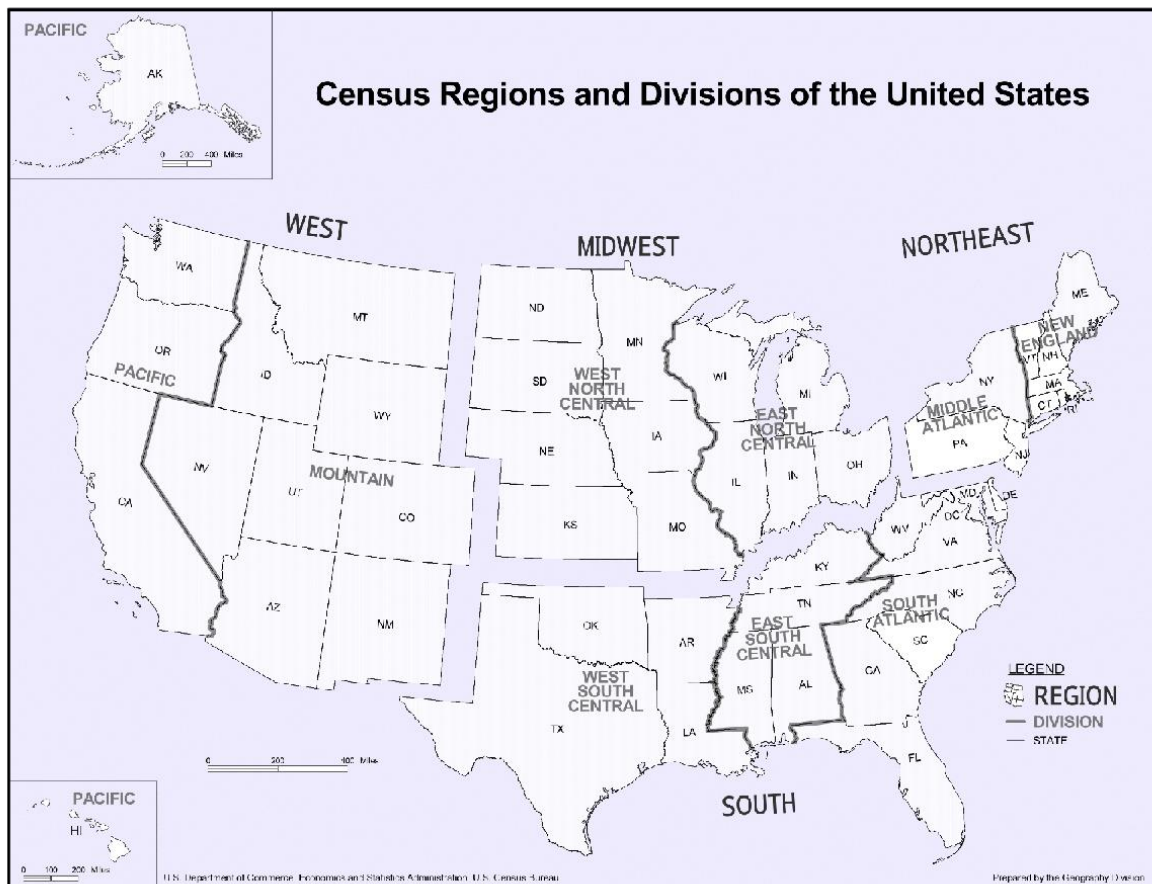 PACIFIC
AK
0 200 400 Miles
Census Regions and Divisions of the United States
WEST
MIDWEST
NORTHEAST
WA
MT
ND
MN
ME
OR
ID
SD
WI
MI
NY
VT
NH
NEW
ENGLAND
MA
CT
RI
PACIFIC
WY
WEST
NORTH
CENTRAL
EAST
NORTH
CENTRAL
MIDDLE
ATLANTIC
PA
NJ
NV
UT
MOUNTAIN
CO
NE
IA
IL
IN
OH
CA
KS
MO
WV
MD
DE
DC
VA
KY
AZ
NM
OK
AR
TN
NC
EAST
SOUTH
CENTRAL
SOUTH
ATLANTIC
SC
WEST
SOUTH
CENTRAL
TX
LA
MS
AL
GA
FL
LEGEND
REGION
DIVISION
STATE
0 200 400 Miles
SOUTH
PACIFIC
HI
0 100 200 Miles
U.S. Department of Commerce Economics and Statistics Administration U.S. Census Bureau
Prepared by the Geography Division